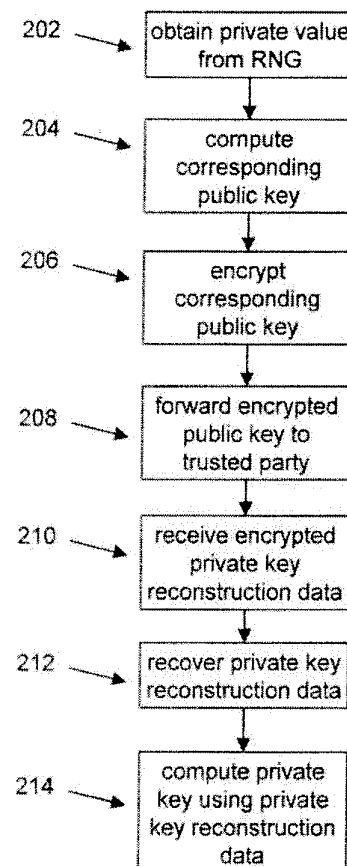 202
obtain private value
from RNG
204
compute
corresponding
public key
206
encrypt
corresponding
public key
208
forward encrypted
public key to
trusted party
210
receive encrypted
private key
reconstruction data
212
recover private key
reconstruction data
214
compute private
key using private
key reconstruction
data